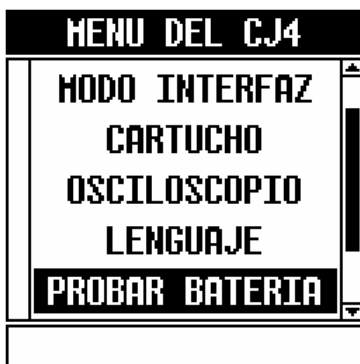 MENU DEL CJ4
MODO INTERFAZ
CARTUCHO
OSCILOSCOPIO
LENGUAJE
PROBAR BATERIA